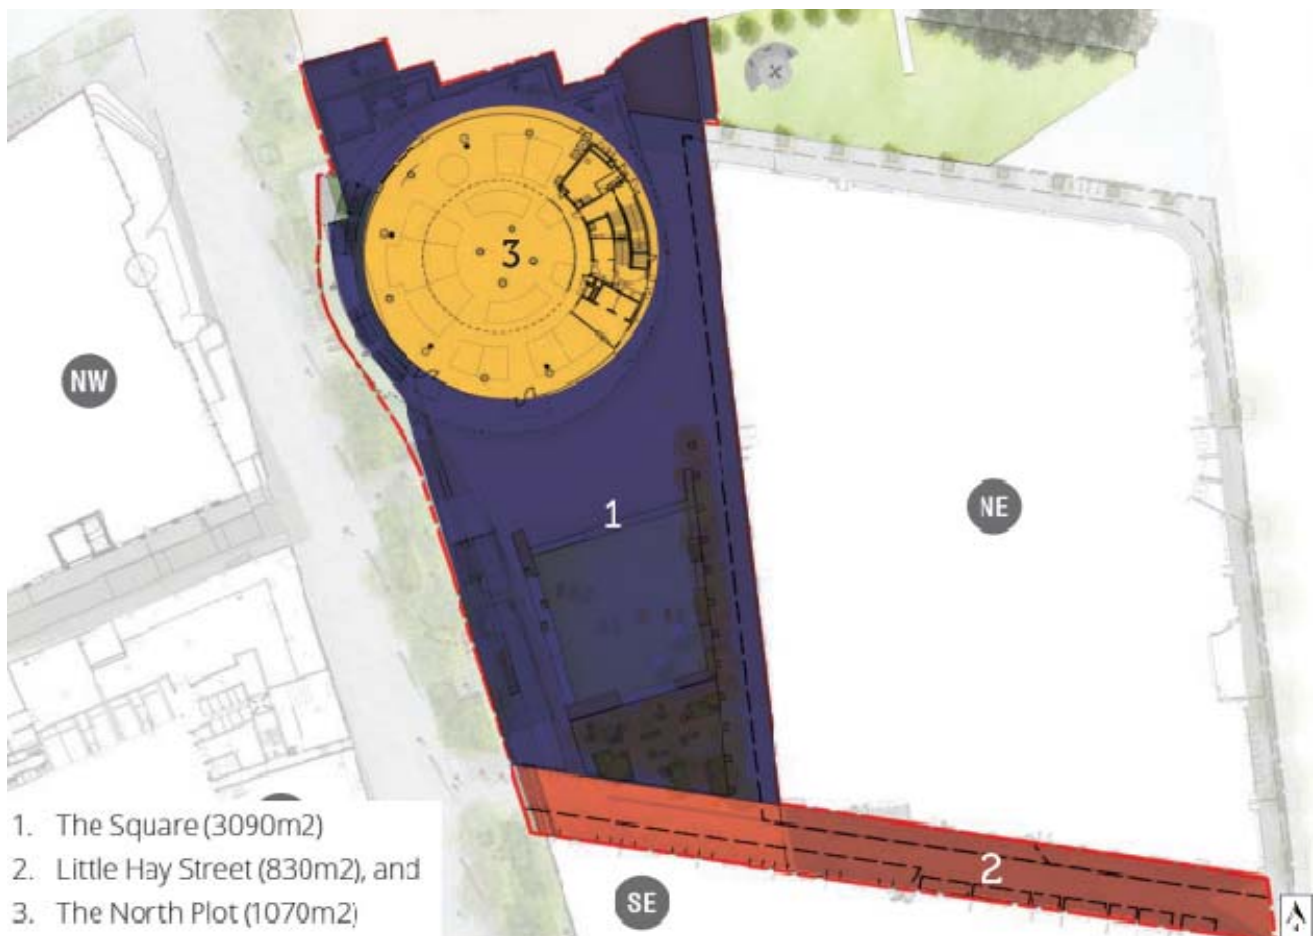 3
NW
1
NE
2
SE
1. The Square (3090m2)
2. Little Hay Street (830m2), and
3. The North Plot (1070m2)